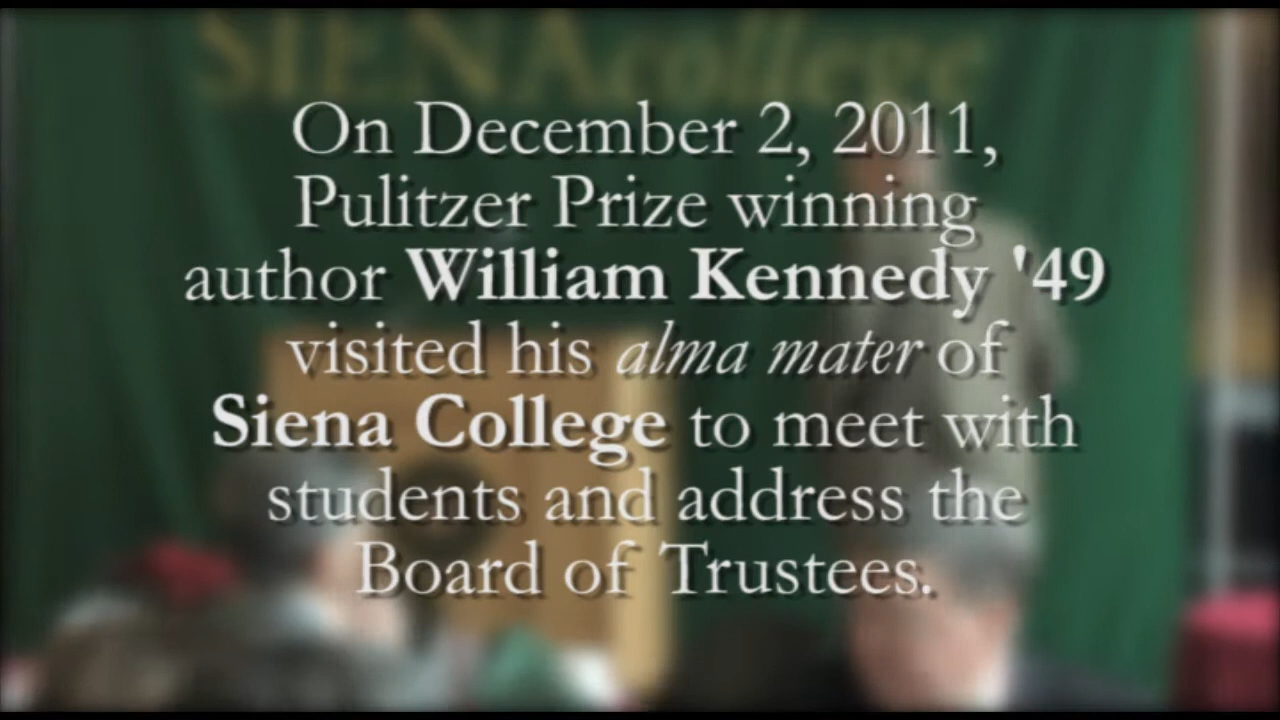 SIENAcollege
On December 2, 2011,
Pulitzer Prize winning
author William Kennedy '49
visited his alma mater of
Siena College to meet with
students and address the
Board of Trustees.